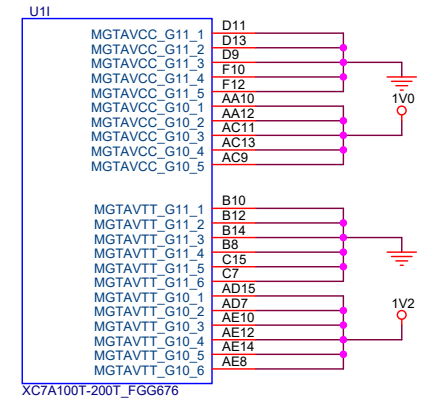 U1I
MGTAVCC_G11_1 D11
MGTAVCC_G11_2 D13
MGTAVCC_G11_3 D9
MGTAVCC_G11_4 F10
MGTAVCC_G11_5 F12
MGTAVCC_G10_1 AA10
MGTAVCC_G10_2 AA12
MGTAVCC_G10_3 AC11
MGTAVCC_G10_4 AC13
MGTAVCC_G10_5 AC9
1V0
MGTAVTT_G11_1 B10
MGTAVTT_G11_2 B12
MGTAVTT_G11_3 B14
MGTAVTT_G11_4 B8
MGTAVTT_G11_5 C15
MGTAVTT_G11_6 C7
MGTAVTT_G10_1 AD15
MGTAVTT_G10_2 AD7
MGTAVTT_G10_3 AE10
MGTAVTT_G10_4 AE12
MGTAVTT_G10_5 AE14
MGTAVTT_G10_6 AE8
1V2
XC7A100T-200T_FGG676